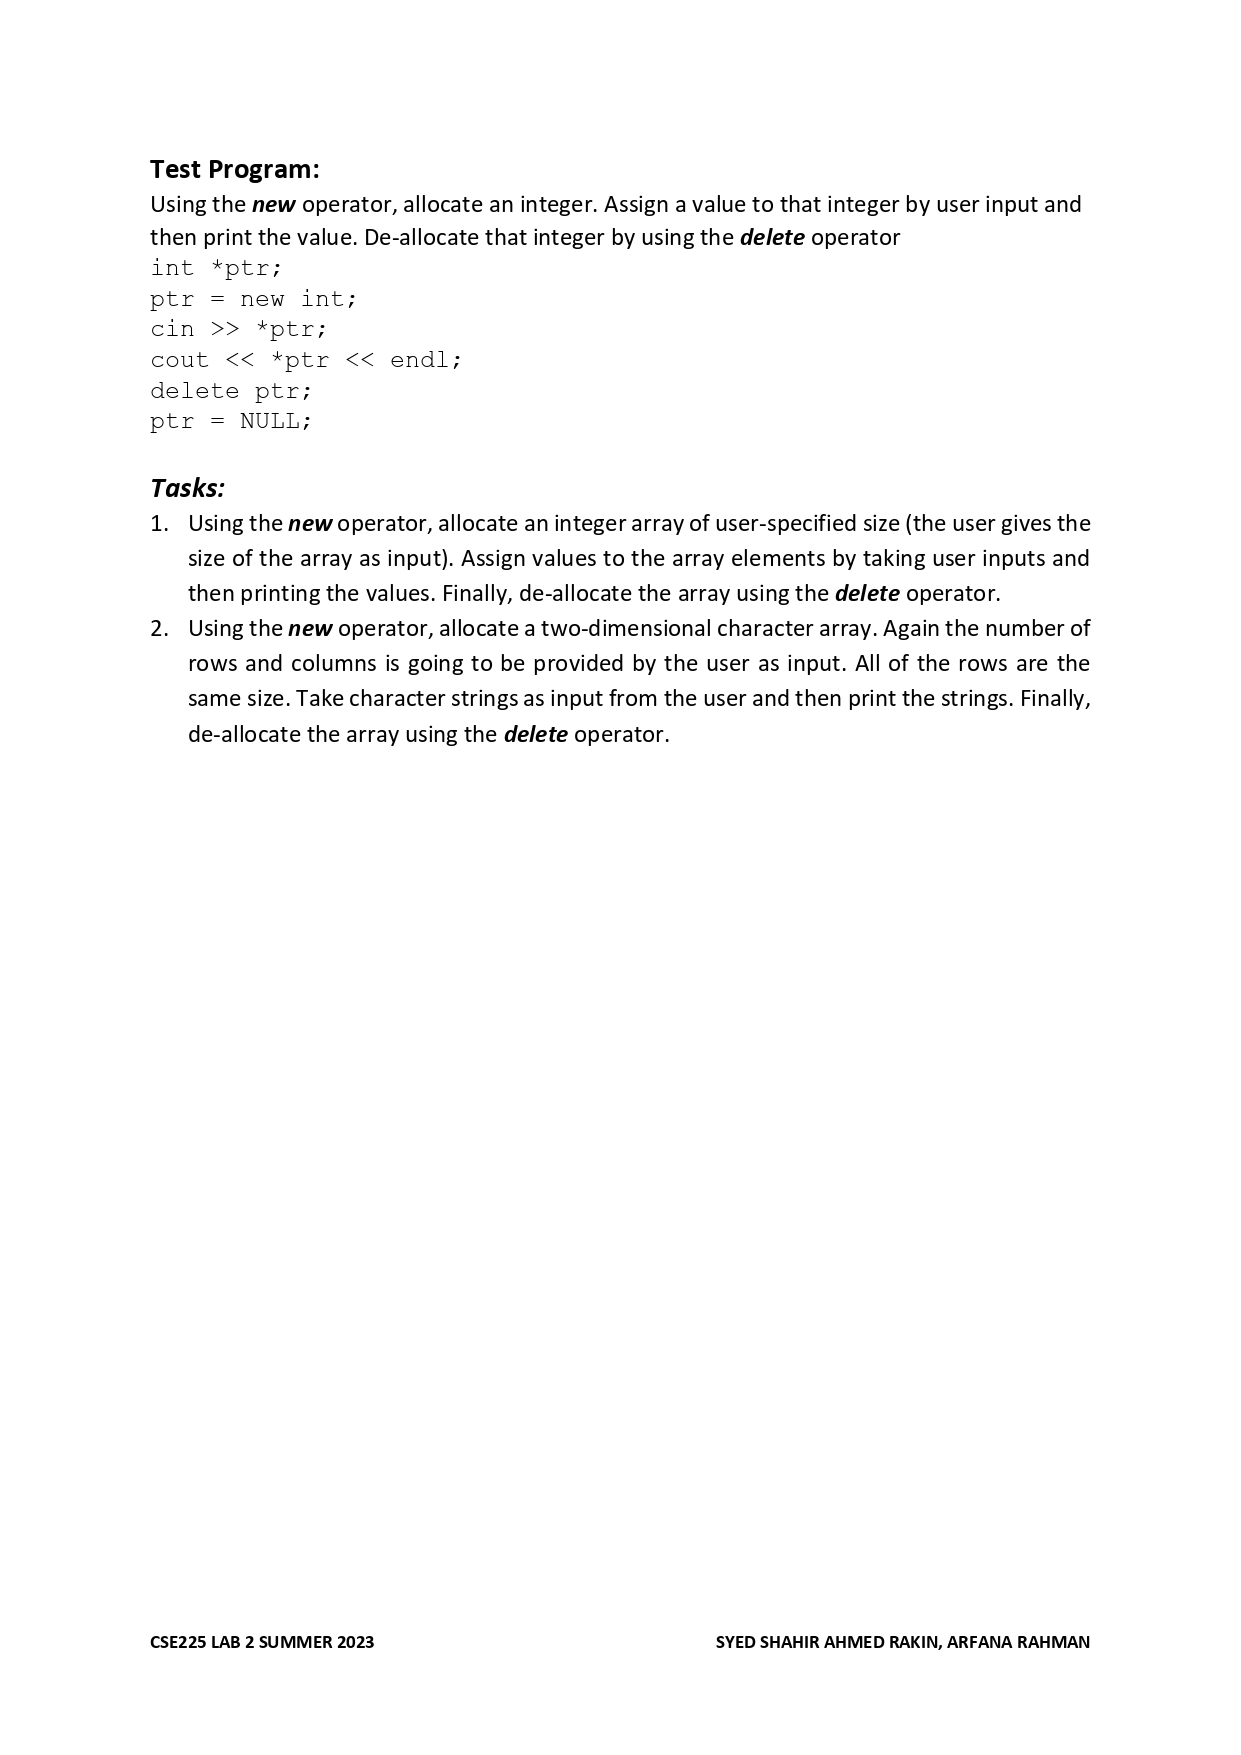 Test Program:
Using the new operator, allocate an integer. Assign a value to that integer by user input and
then print the value. De-allocate that integer by using the delete operator
int *ptr;
ptr = new int;
cin >> *ptr;
cout << *ptr << endl;
delete ptr;
ptr = NULL;
Tasks:
1. Using the new operator, allocate an integer array of user-specified size (the user gives the
size of the array as input). Assign values to the array elements by taking user inputs and
then printing the values. Finally, de-allocate the array using the delete operator.
2. Using the new operator, allocate a two-dimensional character array. Again the number of
rows and columns is going to be provided by the user as input. All of the rows are the
same size. Take character strings as input from the user and then print the strings. Finally,
de-allocate the array using the delete operator.
CSE225 LAB 2 SUMMER 2023 SYED SHAHIR AHMED RAKIN, ARFANA RAHMAN